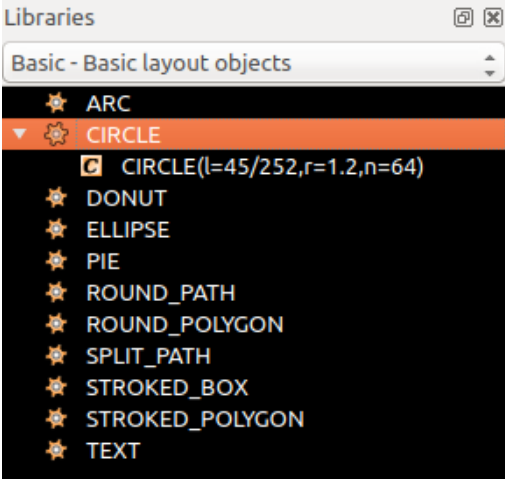 Libraries
Basic - Basic layout objects
ARC
CIRCLE
C CIRCLE(l=45/252,r=1.2,n=64)
DONUT
ELLIPSE
PIE
ROUND_PATH
ROUND_POLYGON
SPLIT_PATH
STROKED_BOX
STROKED_POLYGON
TEXT